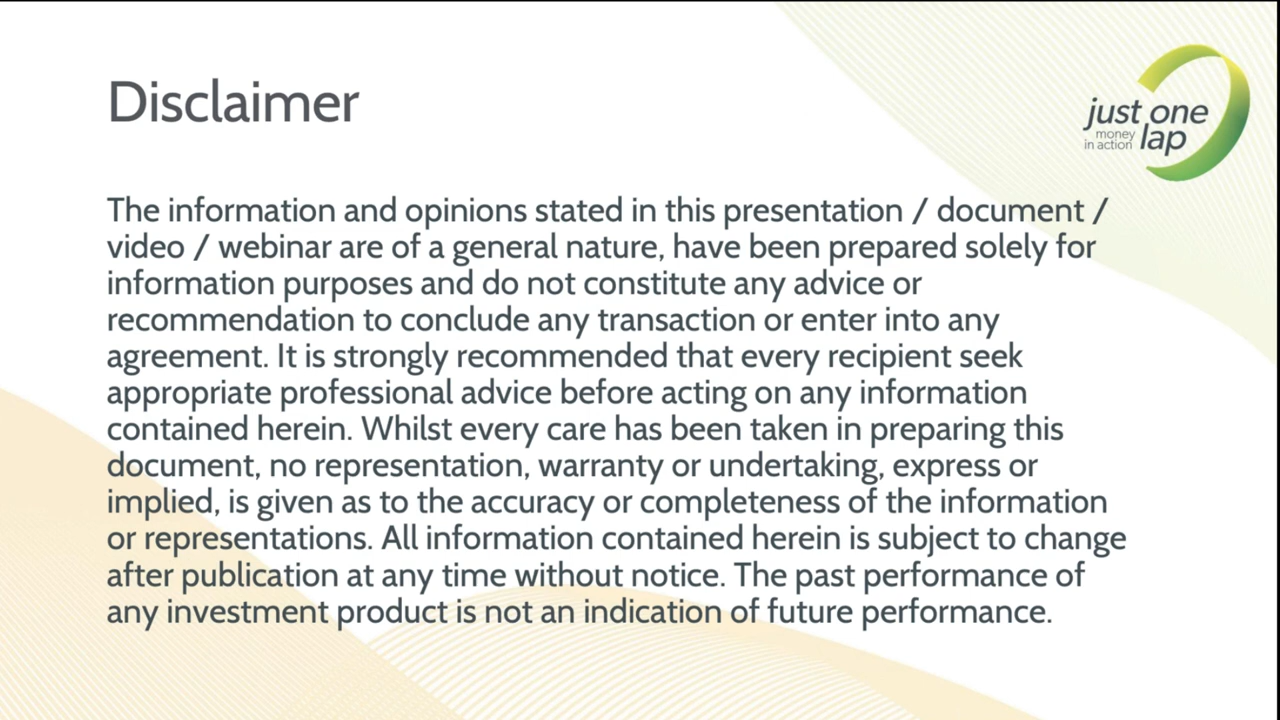 Disclaimer
just one
money
in action lap
The information and opinions stated in this presentation / document /
video / webinar are of a general nature, have been prepared solely for
information purposes and do not constitute any advice or
recommendation to conclude any transaction or enter into any
agreement. It is strongly recommended that every recipient seek
appropriate professional advice before acting on any information
contained herein. Whilst every care has been taken in preparing this
document, no representation, warranty or undertaking, express or
implied, is given as to the accuracy or completeness of the information
or representations. All information contained herein is subject to change
after publication at any time without notice. The past performance of
any investment product is not an indication of future performance.